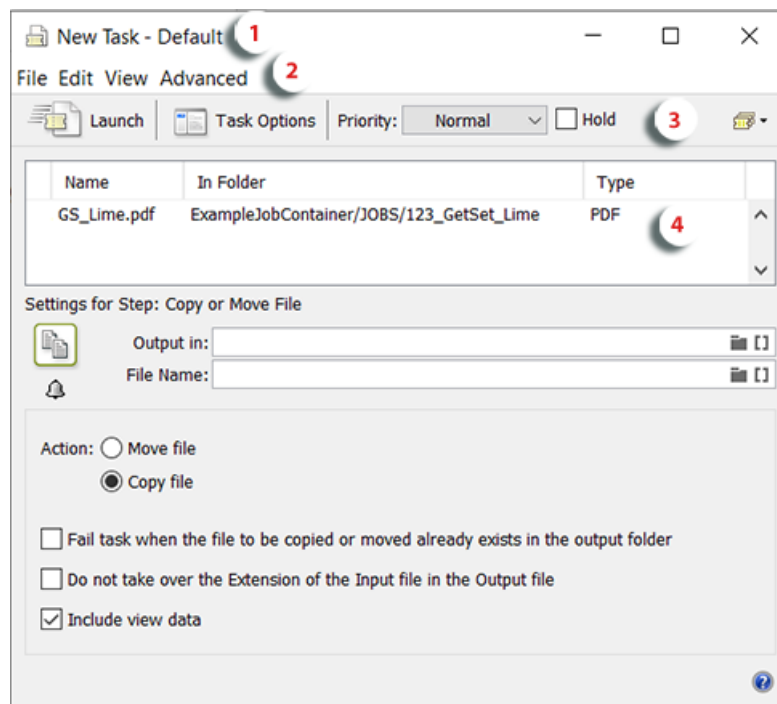 New Task - Default 1
File Edit View Advanced 2
Launch Task Options Priority: Normal Hold 3
Name In Folder Type
GS_Lime.pdf ExampleJobContainer/JOBS/123_GetSet_Lime PDF 4
Settings for Step: Copy or Move File
Output in: []
File Name: []
Action: Move file
Copy file
Fail task when the file to be copied or moved already exists in the output folder
Do not take over the Extension of the Input file in the Output file
Include view data
?